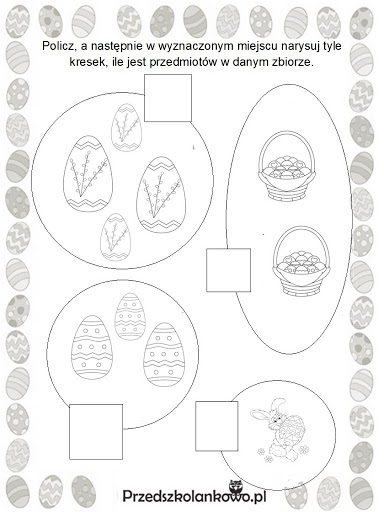 Policz, a następnie w wyznaczonym miejscu narysuj tyle
kresek, ile jest przedmiotów w danym zbiorze.
Przedszkolankowo.pl